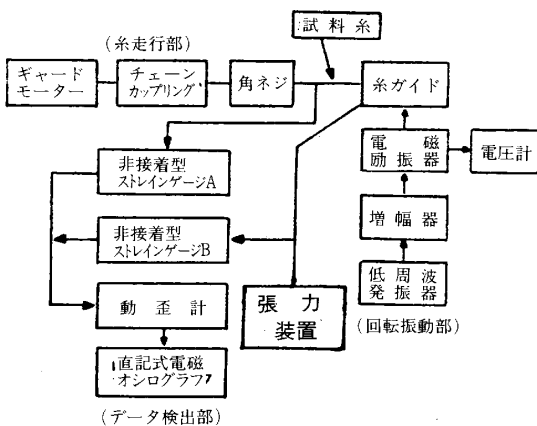 試料糸
(糸走行部)
ギャード
モーター
チェーン
カップリング
角ネジ
糸ガイド
電磁
励振器
電圧計
非接着型
ストレインゲージA
増幅器
非接着型
ストレインゲージB
低周波
発振器
動歪計
張力
装置
(回転振動部)
直記式電磁
オシログラフ
(データ検出部)